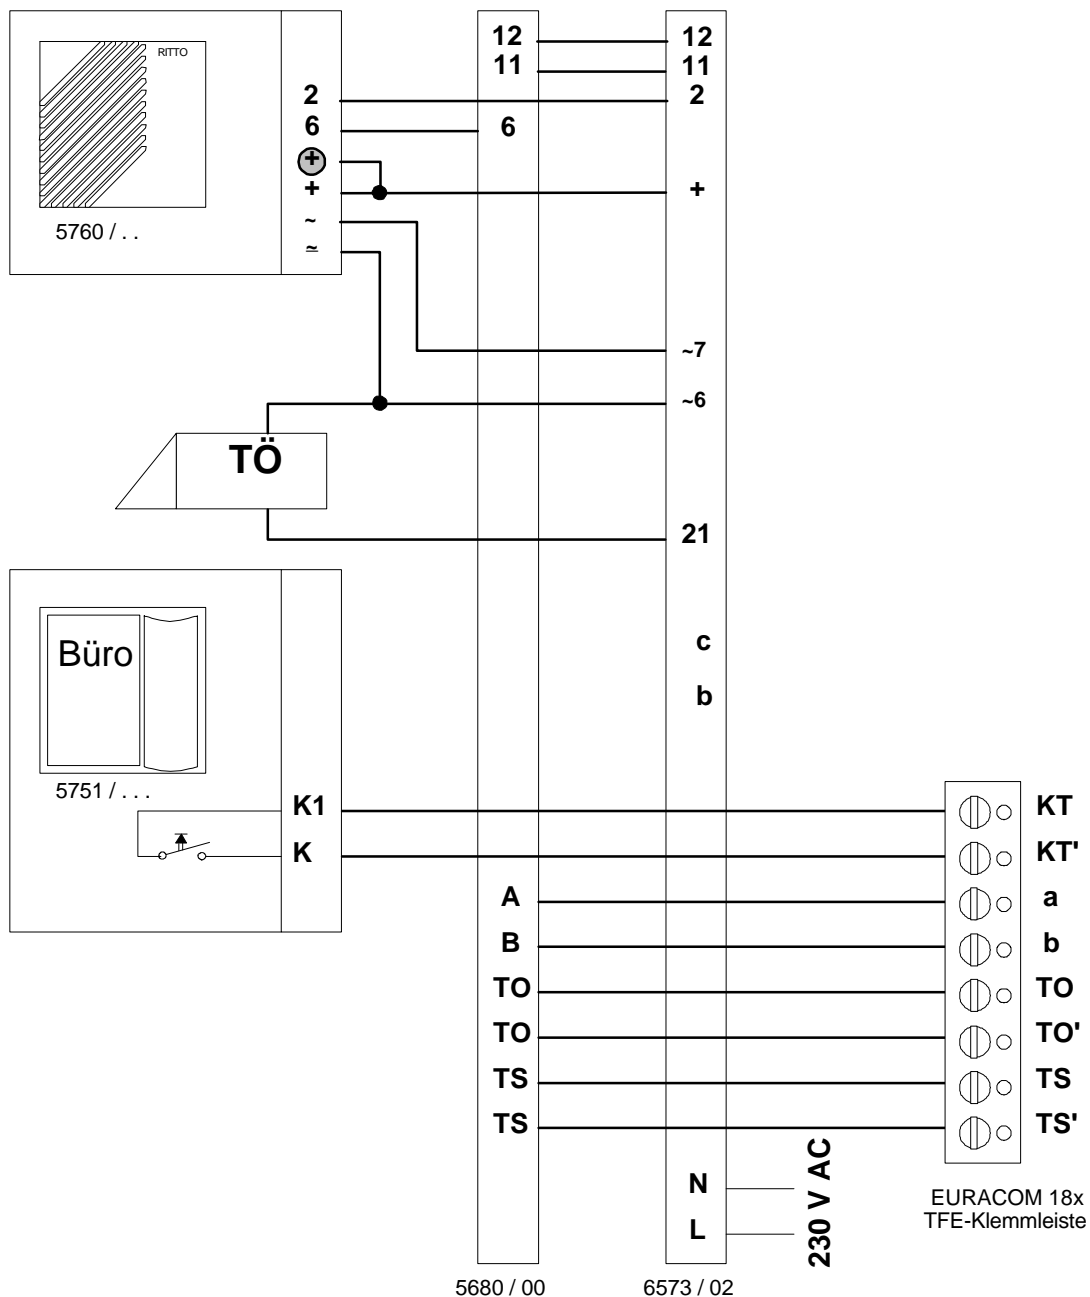 12 12
RITTO
11 11
2 2
6 6
+
+ +
5760 / . .
~
≃
~7
~6
TÖ
21
Büro
c
b
5751 / . . .
K1 KT
K KT'
A a
B b
TO TO
TO TO'
TS TS
TS TS'
N
L
230 V AC
EURACOM 18x
TFE-Klemmleiste
5680 / 00 6573 / 02